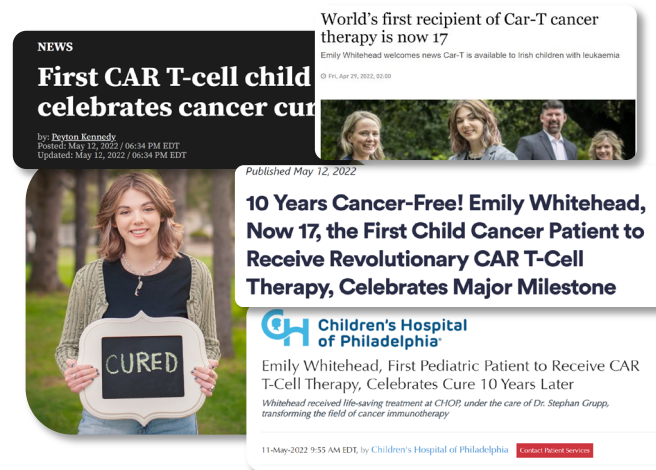 NEWS
First CAR T-cell child
celebrates cancer cur
by: Peyton Kennedy
Posted: May 12, 2022 / 06:34 PM EDT
Updated: May 12, 2022 / 06:34 PM EDT
World's first recipient of Car-T cancer
therapy is now 17
Emily Whitehead welcomes news Car-T is available to Irish children with leukaemia
Fri, Apr 29, 2022, 02:00
Published May 12, 2022
10 Years Cancer-Free! Emily Whitehead,
Now 17, the First Child Cancer Patient to
Receive Revolutionary CAR T-Cell
Therapy, Celebrates Major Milestone
CURED
CH Children's Hospital
of Philadelphia®
Emily Whitehead, First Pediatric Patient to Receive CAR
T-Cell Therapy, Celebrates Cure 10 Years Later
Whitehead received life-saving treatment at CHOP, under the care of Dr. Stephan Grupp,
transforming the field of cancer immunotherapy
11-May-2022 9:55 AM EDT, by Children's Hospital of Philadelphia Contact Patient Services